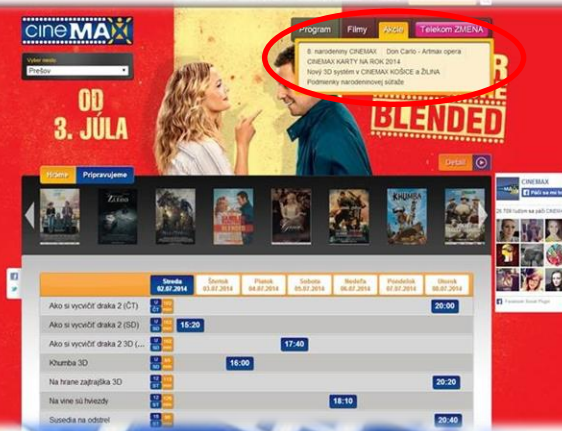 cineMAX
Program Filmy Akcie Telekom ZMENA
6. narodeniny CINEMAX Don Carlo - Artmax opera
CINEMAX KARTY NA ROK 2014
Nový 3D systém v CINEMAX KOŠICE a ŽILINA
Podmienky narodeninovej súťaže
Vyber mesto
Prešov
OD
3. JÚLA
BLENDED
Detail
Hráme Pripravujeme
BLENDED
KHUMBA
CINEMAX
Streda Štvrtok Piatok Sobota Nedeľa Pondelok Utorok
02.07.2014 03.07.2014 04.07.2014 05.07.2014 06.07.2014 07.07.2014 08.07.2014
Ako si vycvičiť draka 2 (ČT) 20:00
Ako si vycvičiť draka 2 (SD) 15:20
Ako si vycvičiť draka 2 3D (... 17:40
Khumba 3D 16:00
Na hrane zajtrajška 3D 20:20
Na vine sú hviezdy 18:10
Susedia na odstrel 20:40
Facebook Social Plugin